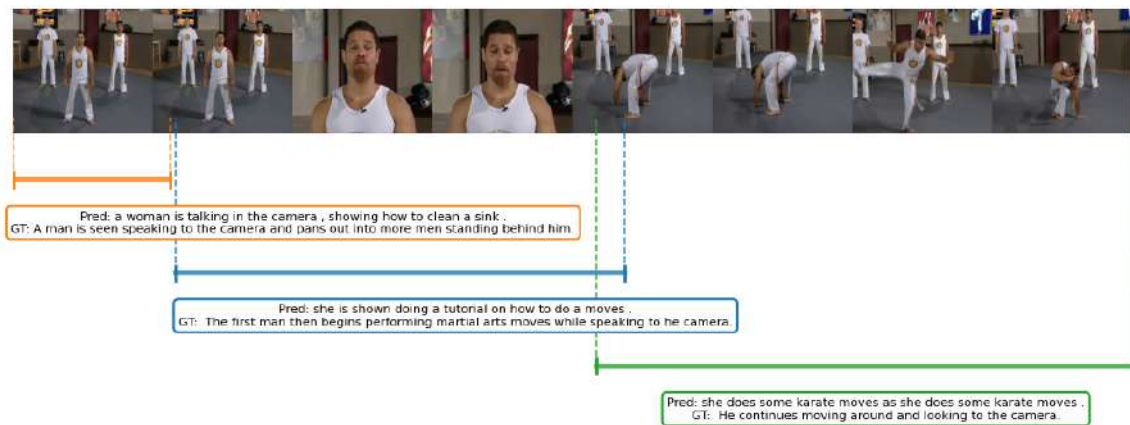 Pred: a woman is talking in the camera , showing how to clean a sink .
GT: A man is seen speaking to the camera and pans out into more men standing behind him.
Pred: she is shown doing a tutorial on how to do a moves .
GT: The first man then begins performing martial arts moves while speaking to he camera.
Pred: she does some karate moves as she does some karate moves .
GT: He continues moving around and looking to the camera.